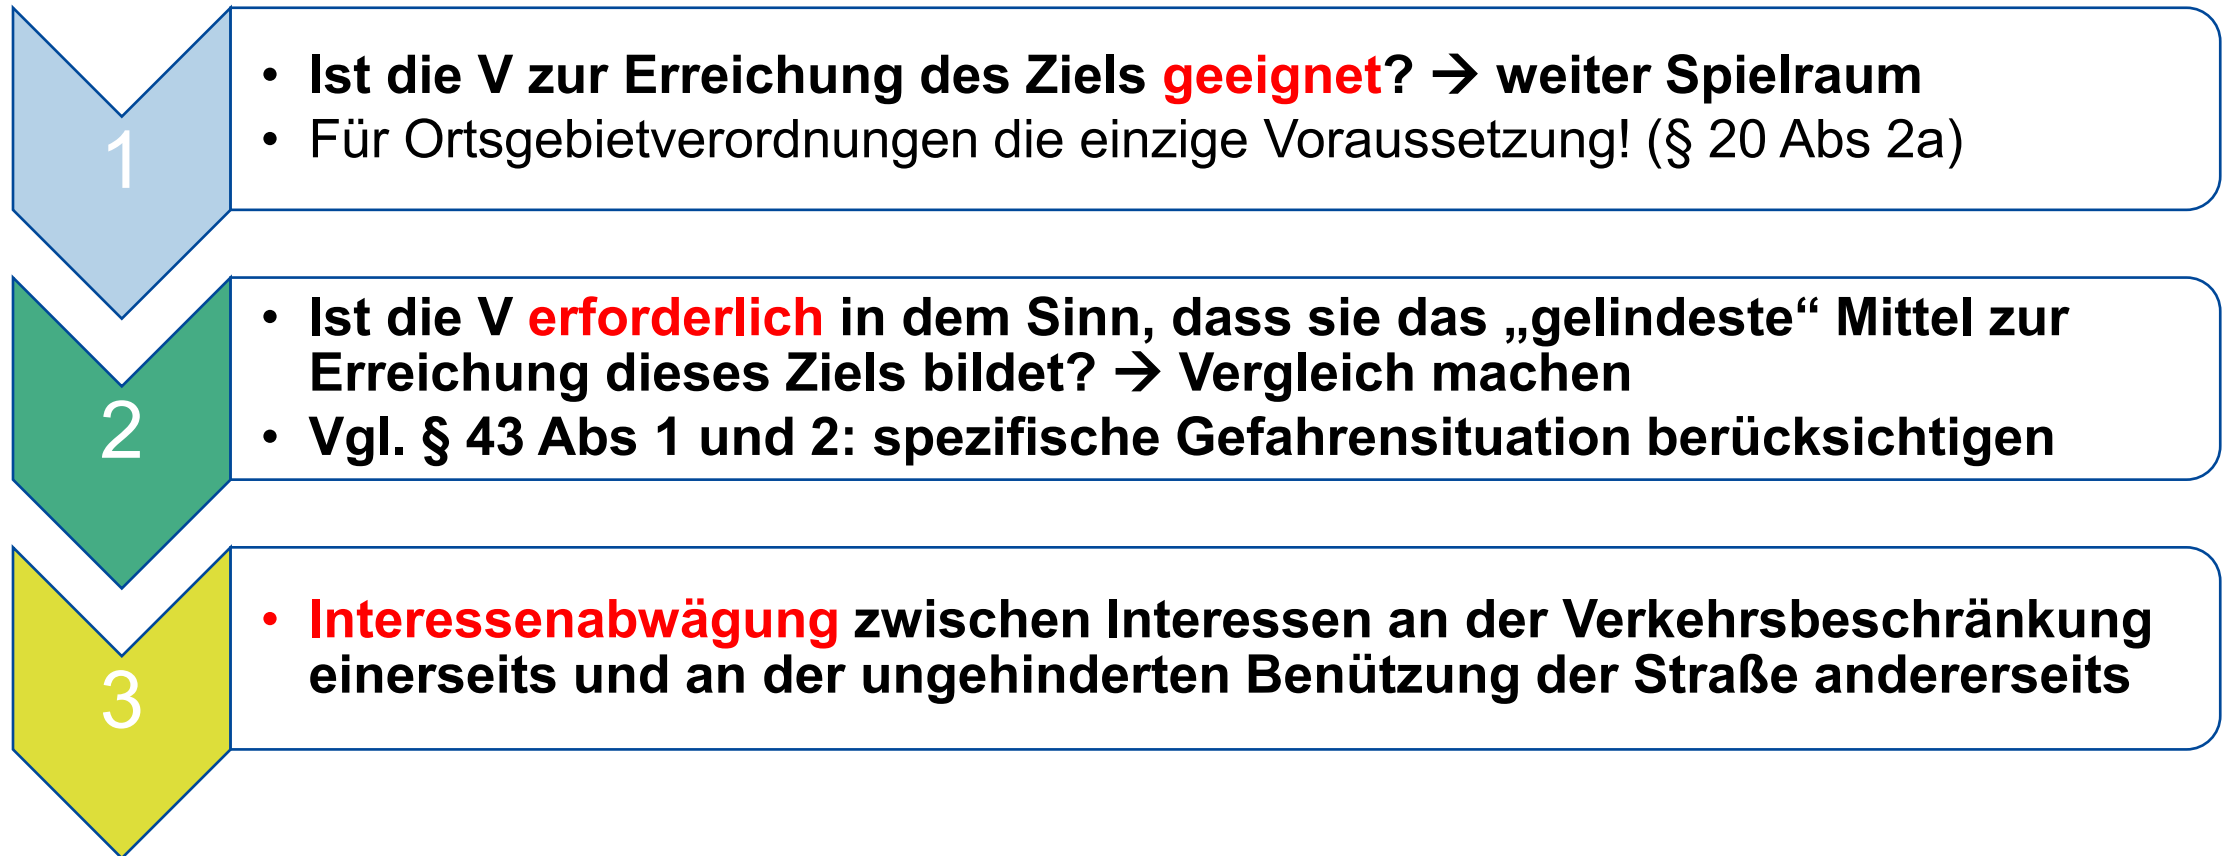 1
• Ist die V zur Erreichung des Ziels geeignet? → weiter Spielraum
• Für Ortsgebietverordnungen die einzige Voraussetzung! (§ 20 Abs 2a)
2
• Ist die V erforderlich in dem Sinn, dass sie das „gelindeste“ Mittel zur
Erreichung dieses Ziels bildet? → Vergleich machen
• Vgl. § 43 Abs 1 und 2: spezifische Gefahrensituation berücksichtigen
3
• Interessenabwägung zwischen Interessen an der Verkehrsbeschränkung
einerseits und an der ungehinderten Benützung der Straße andererseits